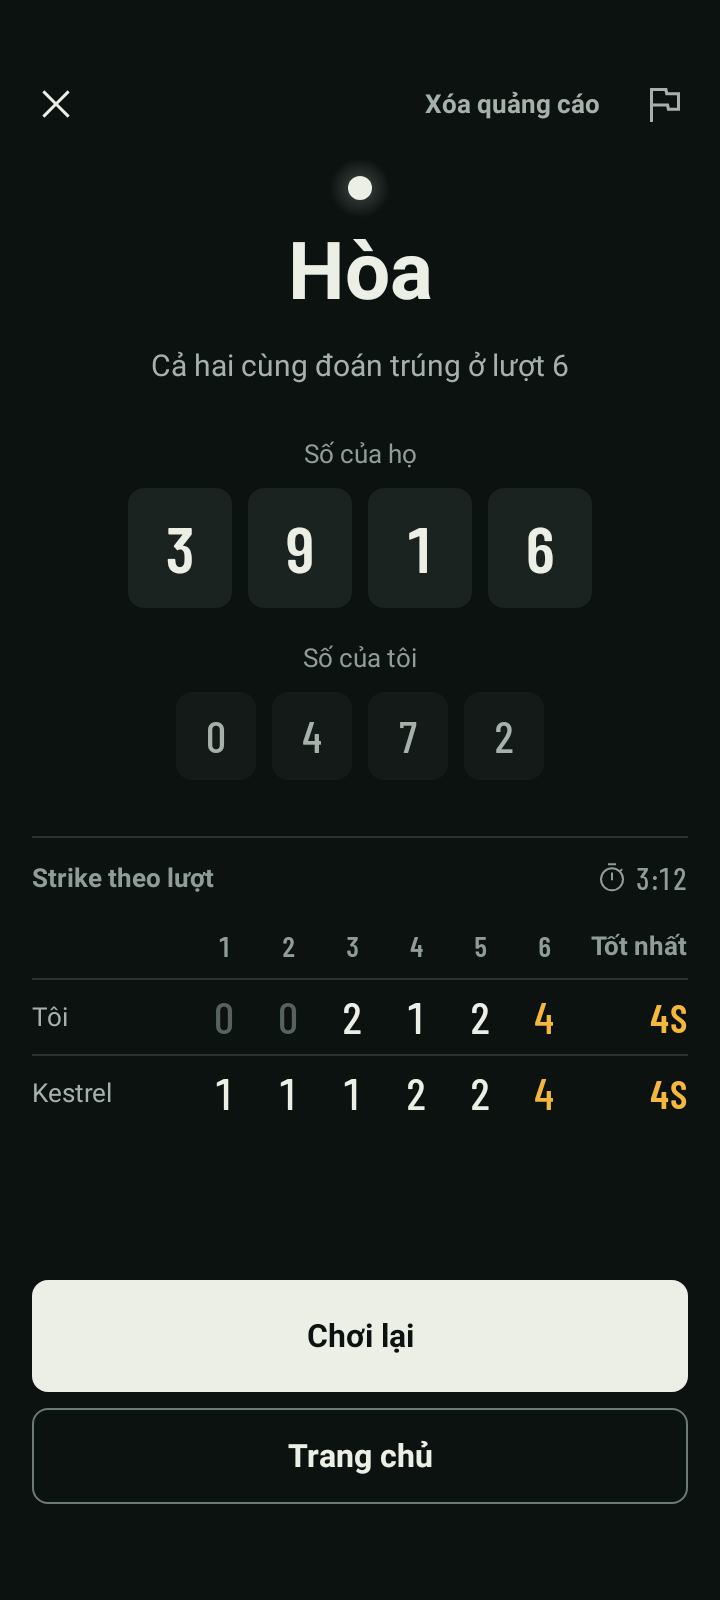 Xóa quảng cáo
Hòa
Cả hai cùng đoán trúng ở lượt 6
Số của họ
3 9 1 6
Số của tôi
0 4 7 2
Strike theo lượt 3:12
1 2 3 4 5 6 Tốt nhất
Tôi 0 0 2 1 2 4 4S
Kestrel 1 1 1 2 2 4 4S
Chơi lại
Trang chủ